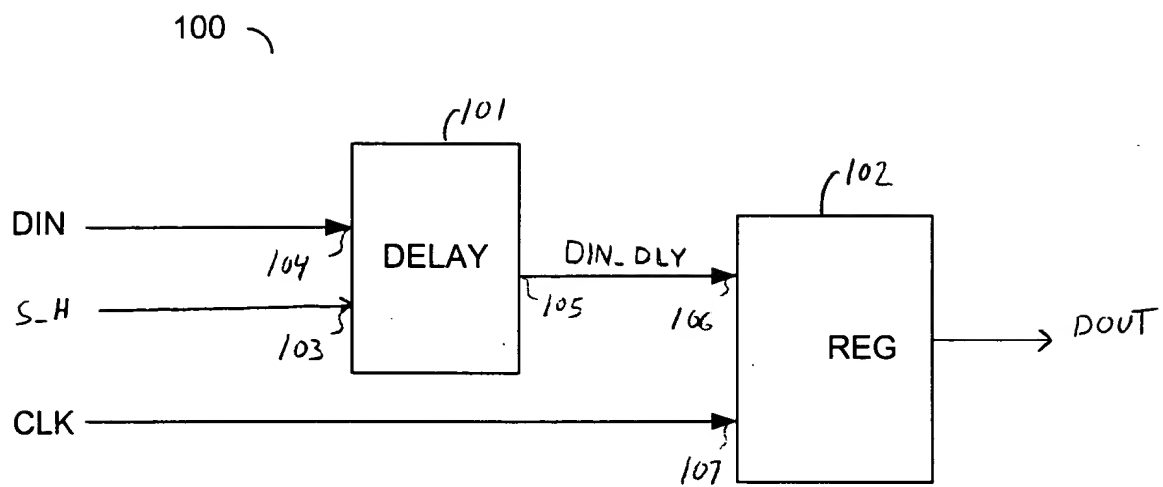 100
101
102
DIN
104
DELAY
DIN_DLY
105
106
S_H
103
REG
DOUT
CLK
107